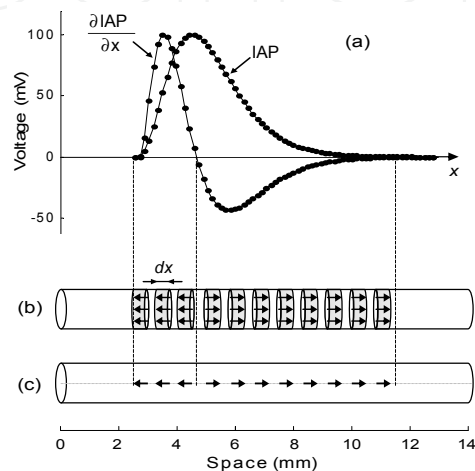 ∂IAP
∂x
(a)
IAP
100
50
0
-50
Voltage (mV)
x
dx
(b)
(c)
0 2 4 6 8 10 12 14
Space (mm)